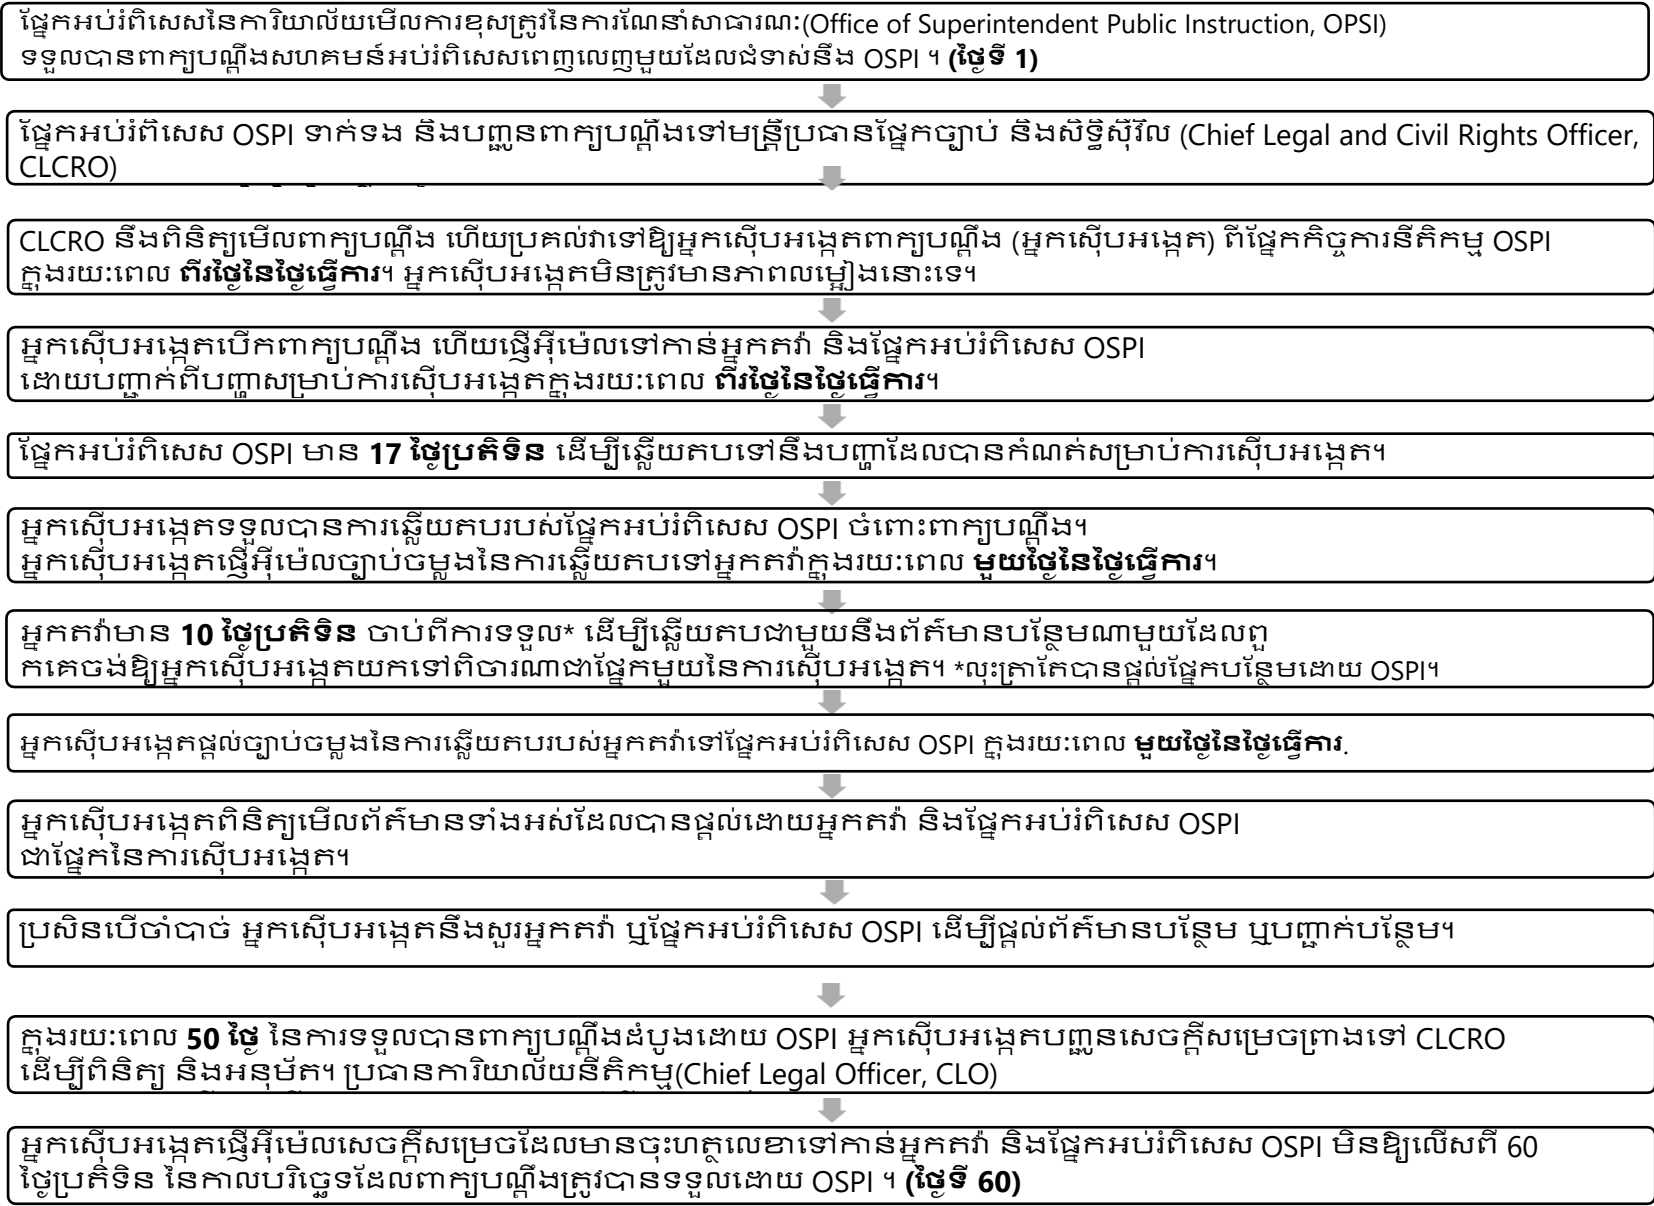 ផ្នែកអប់រំពិសេសនៃការិយាល័យមើលការខុសត្រូវនៃការណែនាំសាធារណៈ(Office of Superintendent Public Instruction, OPSI)
ទទួលបានពាក្យបណ្ដឹងសហគមន៍អប់រំពិសេសពេញលេញមួយដែលជំទាស់នឹង OSPI ។ (ថ្ងៃទី 1)
ផ្នែកអប់រំពិសេស OSPI ទាក់ទង និងបញ្ជូនពាក្យបណ្ដឹងទៅមន្ត្រីប្រធានផ្នែកច្បាប់ និងសិទ្ធិស៊ីវិល (Chief Legal and Civil Rights Officer,
CLCRO)
CLCRO នឹងពិនិត្យមើលពាក្យបណ្ដឹង ហើយប្រគល់វាទៅឱ្យអ្នកស៊ើបអង្កេតពាក្យបណ្ដឹង (អ្នកស៊ើបអង្កេត) ពីផ្នែកកិច្ចការនីតិកម្ម OSPI
ក្នុងរយៈពេល ពីរថ្ងៃនៃថ្ងៃធ្វើការ។ អ្នកស៊ើបអង្កេតមិនត្រូវមានភាពលម្អៀងនោះទេ។
អ្នកស៊ើបអង្កេតបើកពាក្យបណ្ដឹង ហើយផ្ញើអ៊ីម៉េលទៅកាន់អ្នកតវ៉ា និងផ្នែកអប់រំពិសេស OSPI
ដោយបញ្ជាក់ពីបញ្ហាសម្រាប់ការស៊ើបអង្កេតក្នុងរយៈពេល ពីរថ្ងៃនៃថ្ងៃធ្វើការ។
ផ្នែកអប់រំពិសេស OSPI មាន 17 ថ្ងៃប្រតិទិន ដើម្បីឆ្លើយតបទៅនឹងបញ្ហាដែលបានកំណត់សម្រាប់ការស៊ើបអង្កេត។
អ្នកស៊ើបអង្កេតទទួលបានការឆ្លើយតបរបស់ផ្នែកអប់រំពិសេស OSPI ចំពោះពាក្យបណ្ដឹង។
អ្នកស៊ើបអង្កេតផ្ញើអ៊ីម៉េលច្បាប់ចម្លងនៃការឆ្លើយតបទៅអ្នកតវ៉ាក្នុងរយៈពេល មួយថ្ងៃនៃថ្ងៃធ្វើការ។
អ្នកតវ៉ាមាន 10 ថ្ងៃប្រតិទិន ចាប់ពីការទទួល* ដើម្បីឆ្លើយតបជាមួយនឹងព័ត៌មានបន្ថែមណាមួយដែលពួ
កគេចង់ឱ្យអ្នកស៊ើបអង្កេតយកទៅពិចារណាជាផ្នែកមួយនៃការស៊ើបអង្កេត។ *លុះត្រាតែបានផ្តល់ផ្នែកបន្ថែមដោយ OSPI។
អ្នកស៊ើបអង្កេតផ្តល់ច្បាប់ចម្លងនៃការឆ្លើយតបរបស់អ្នកតវ៉ាទៅផ្នែកអប់រំពិសេស OSPI ក្នុងរយៈពេល មួយថ្ងៃនៃថ្ងៃធ្វើការ.
អ្នកស៊ើបអង្កេតពិនិត្យមើលព័ត៌មានទាំងអស់ដែលបានផ្តល់ដោយអ្នកតវ៉ា និងផ្នែកអប់រំពិសេស OSPI
ជាផ្នែកនៃការស៊ើបអង្កេត។
ប្រសិនបើចាំបាច់ អ្នកស៊ើបអង្កេតនឹងសួរអ្នកតវ៉ា ឬផ្នែកអប់រំពិសេស OSPI ដើម្បីផ្តល់ព័ត៌មានបន្ថែម ឬបញ្ជាក់បន្ថែម។
ក្នុងរយៈពេល 50 ថ្ងៃ នៃការទទួលបានពាក្យបណ្ដឹងដំបូងដោយ OSPI អ្នកស៊ើបអង្កេតបញ្ជូនសេចក្ដីសម្រេចព្រាងទៅ CLCRO
ដើម្បីពិនិត្យ និងអនុម័ត។ ប្រធានការិយាល័យនីតិកម្ម(Chief Legal Officer, CLO)
អ្នកស៊ើបអង្កេតផ្ញើអ៊ីម៉េលសេចក្ដីសម្រេចដែលមានចុះហត្ថលេខាទៅកាន់អ្នកតវ៉ា និងផ្នែកអប់រំពិសេស OSPI មិនឱ្យលើសពី 60
ថ្ងៃប្រតិទិន នៃកាលបរិច្ឆេទដែលពាក្យបណ្ដឹងត្រូវបានទទួលដោយ OSPI ។ (ថ្ងៃទី 60)